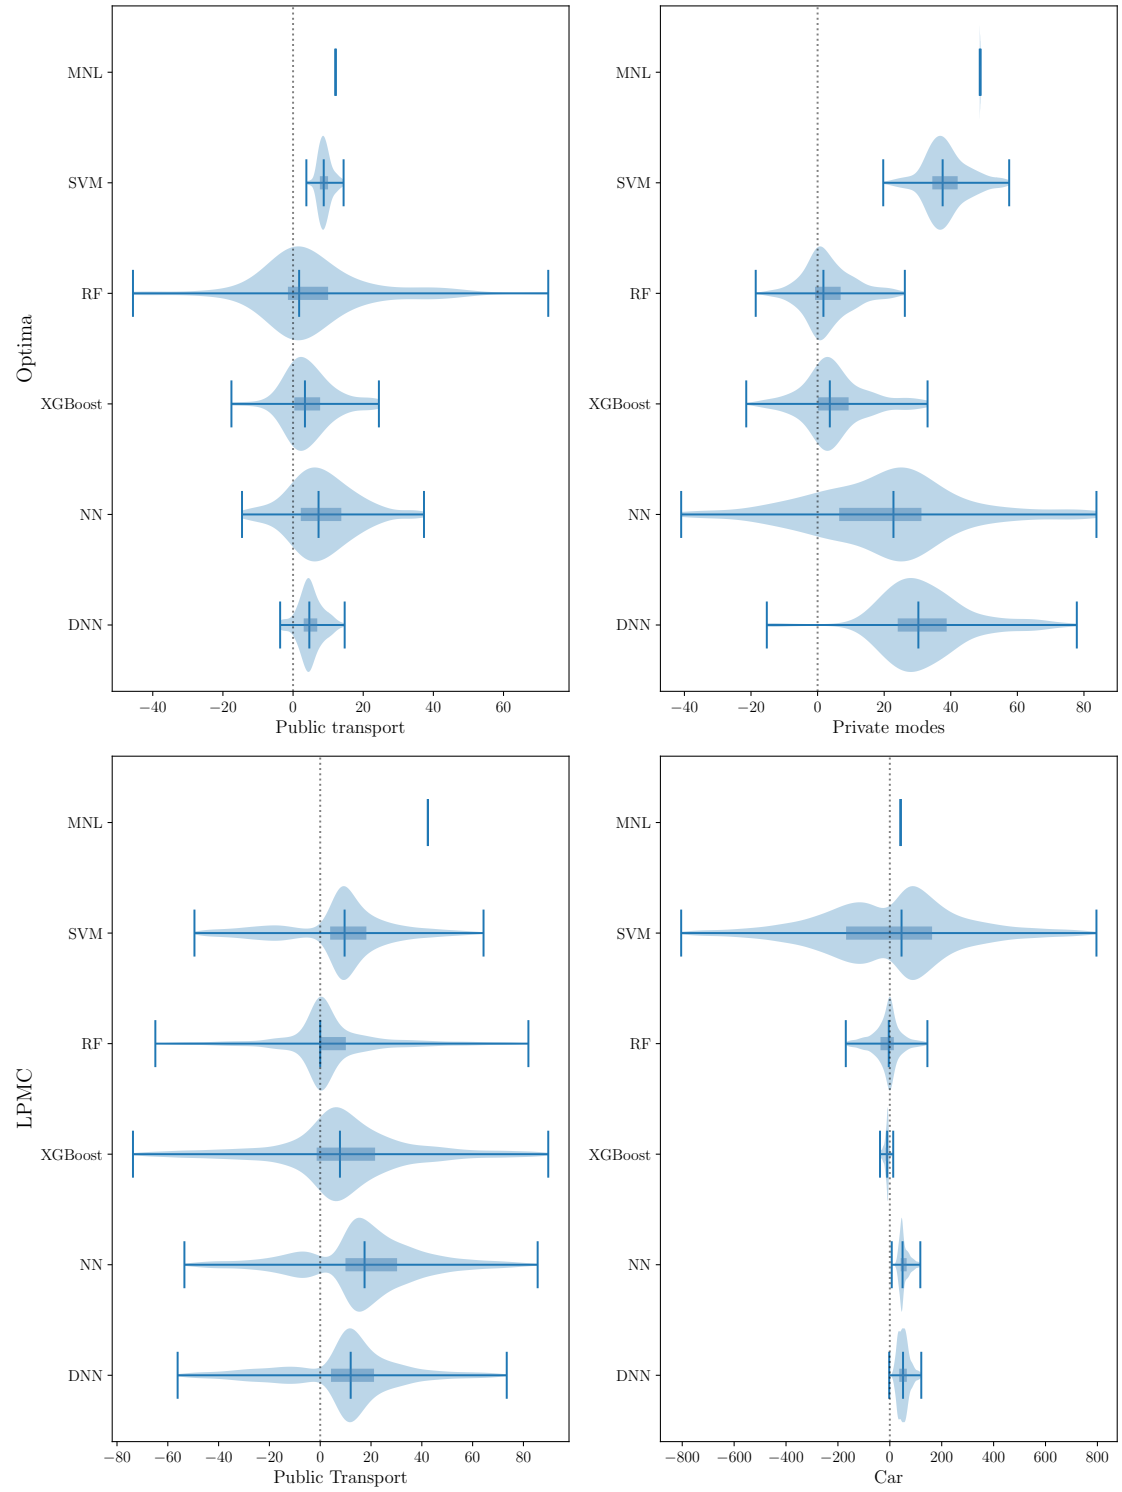 Optima
MNL
SVM
RF
XGBoost
NN
DNN
−40 −20 0 20 40 60
Public transport
MNL
SVM
RF
XGBoost
NN
DNN
−40 −20 0 20 40 60 80
Private modes
LPMC
MNL
SVM
RF
XGBoost
NN
DNN
−80 −60 −40 −20 0 20 40 60 80
Public Transport
MNL
SVM
RF
XGBoost
NN
DNN
−800 −600 −400 −200 0 200 400 600 800
Car